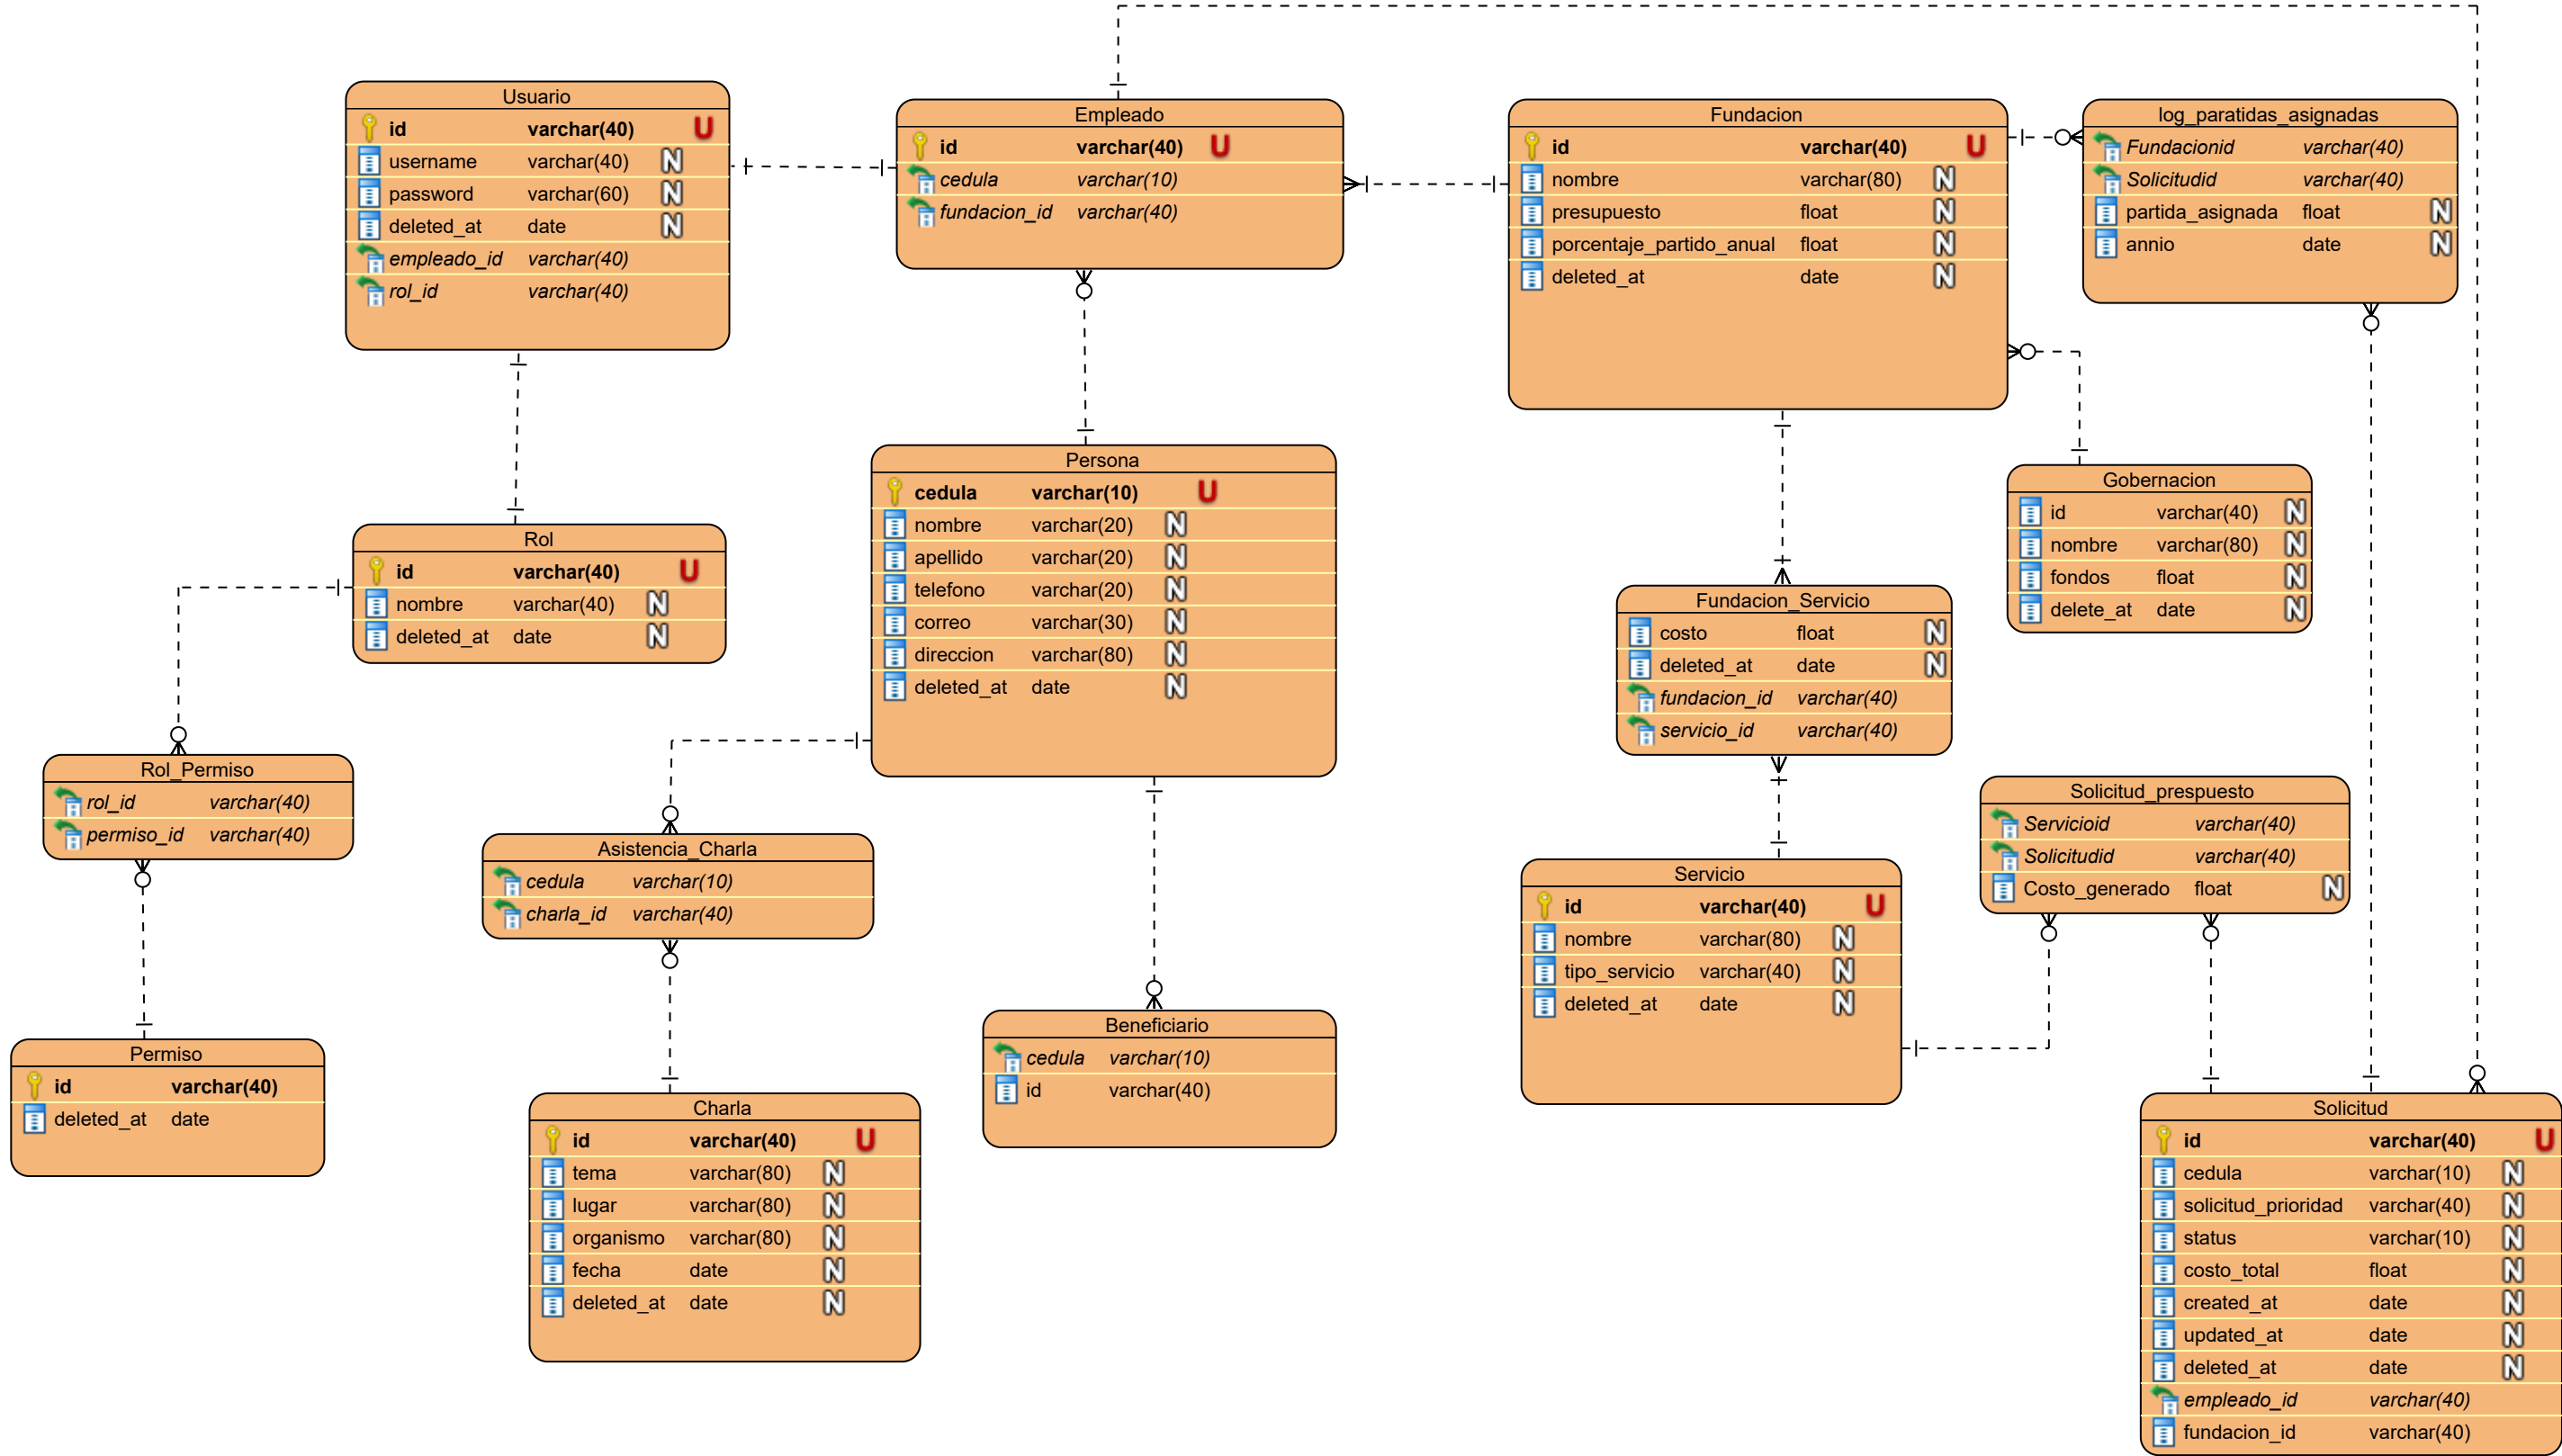 Usuario
id varchar(40) U
username varchar(40) N
password varchar(60) N
deleted_at date N
empleado_id varchar(40)
rol_id varchar(40)
Empleado
id varchar(40) U
cedula varchar(10)
fundacion_id varchar(40)
Fundacion
id varchar(40) U
nombre varchar(80) N
presupuesto float N
porcentaje_partido_anual float N
deleted_at date N
log_paratidas_asignadas
Fundacionid varchar(40)
Solicitudid varchar(40)
partida_asignada float N
annio date N
Persona
cedula varchar(10) U
nombre varchar(20) N
apellido varchar(20) N
telefono varchar(20) N
correo varchar(30) N
direccion varchar(80) N
deleted_at date N
Gobernacion
id varchar(40) N
nombre varchar(80) N
fondos float N
delete_at date N
Rol
id varchar(40) U
nombre varchar(40) N
deleted_at date N
Fundacion_Servicio
costo float N
deleted_at date N
fundacion_id varchar(40)
servicio_id varchar(40)
Rol_Permiso
rol_id varchar(40)
permiso_id varchar(40)
Asistencia_Charla
cedula varchar(10)
charla_id varchar(40)
Solicitud_prespuesto
Servicioid varchar(40)
Solicitudid varchar(40)
Costo_generado float N
Servicio
id varchar(40) U
nombre varchar(80) N
tipo_servicio varchar(40) N
deleted_at date N
Permiso
id varchar(40)
deleted_at date
Beneficiario
cedula varchar(10)
id varchar(40)
Charla
id varchar(40) U
tema varchar(80) N
lugar varchar(80) N
organismo varchar(80) N
fecha date N
deleted_at date N
Solicitud
id varchar(40) U
cedula varchar(10) N
solicitud_prioridad varchar(40) N
status varchar(10) N
costo_total float N
created_at date N
updated_at date N
deleted_at date N
empleado_id varchar(40)
fundacion_id varchar(40)